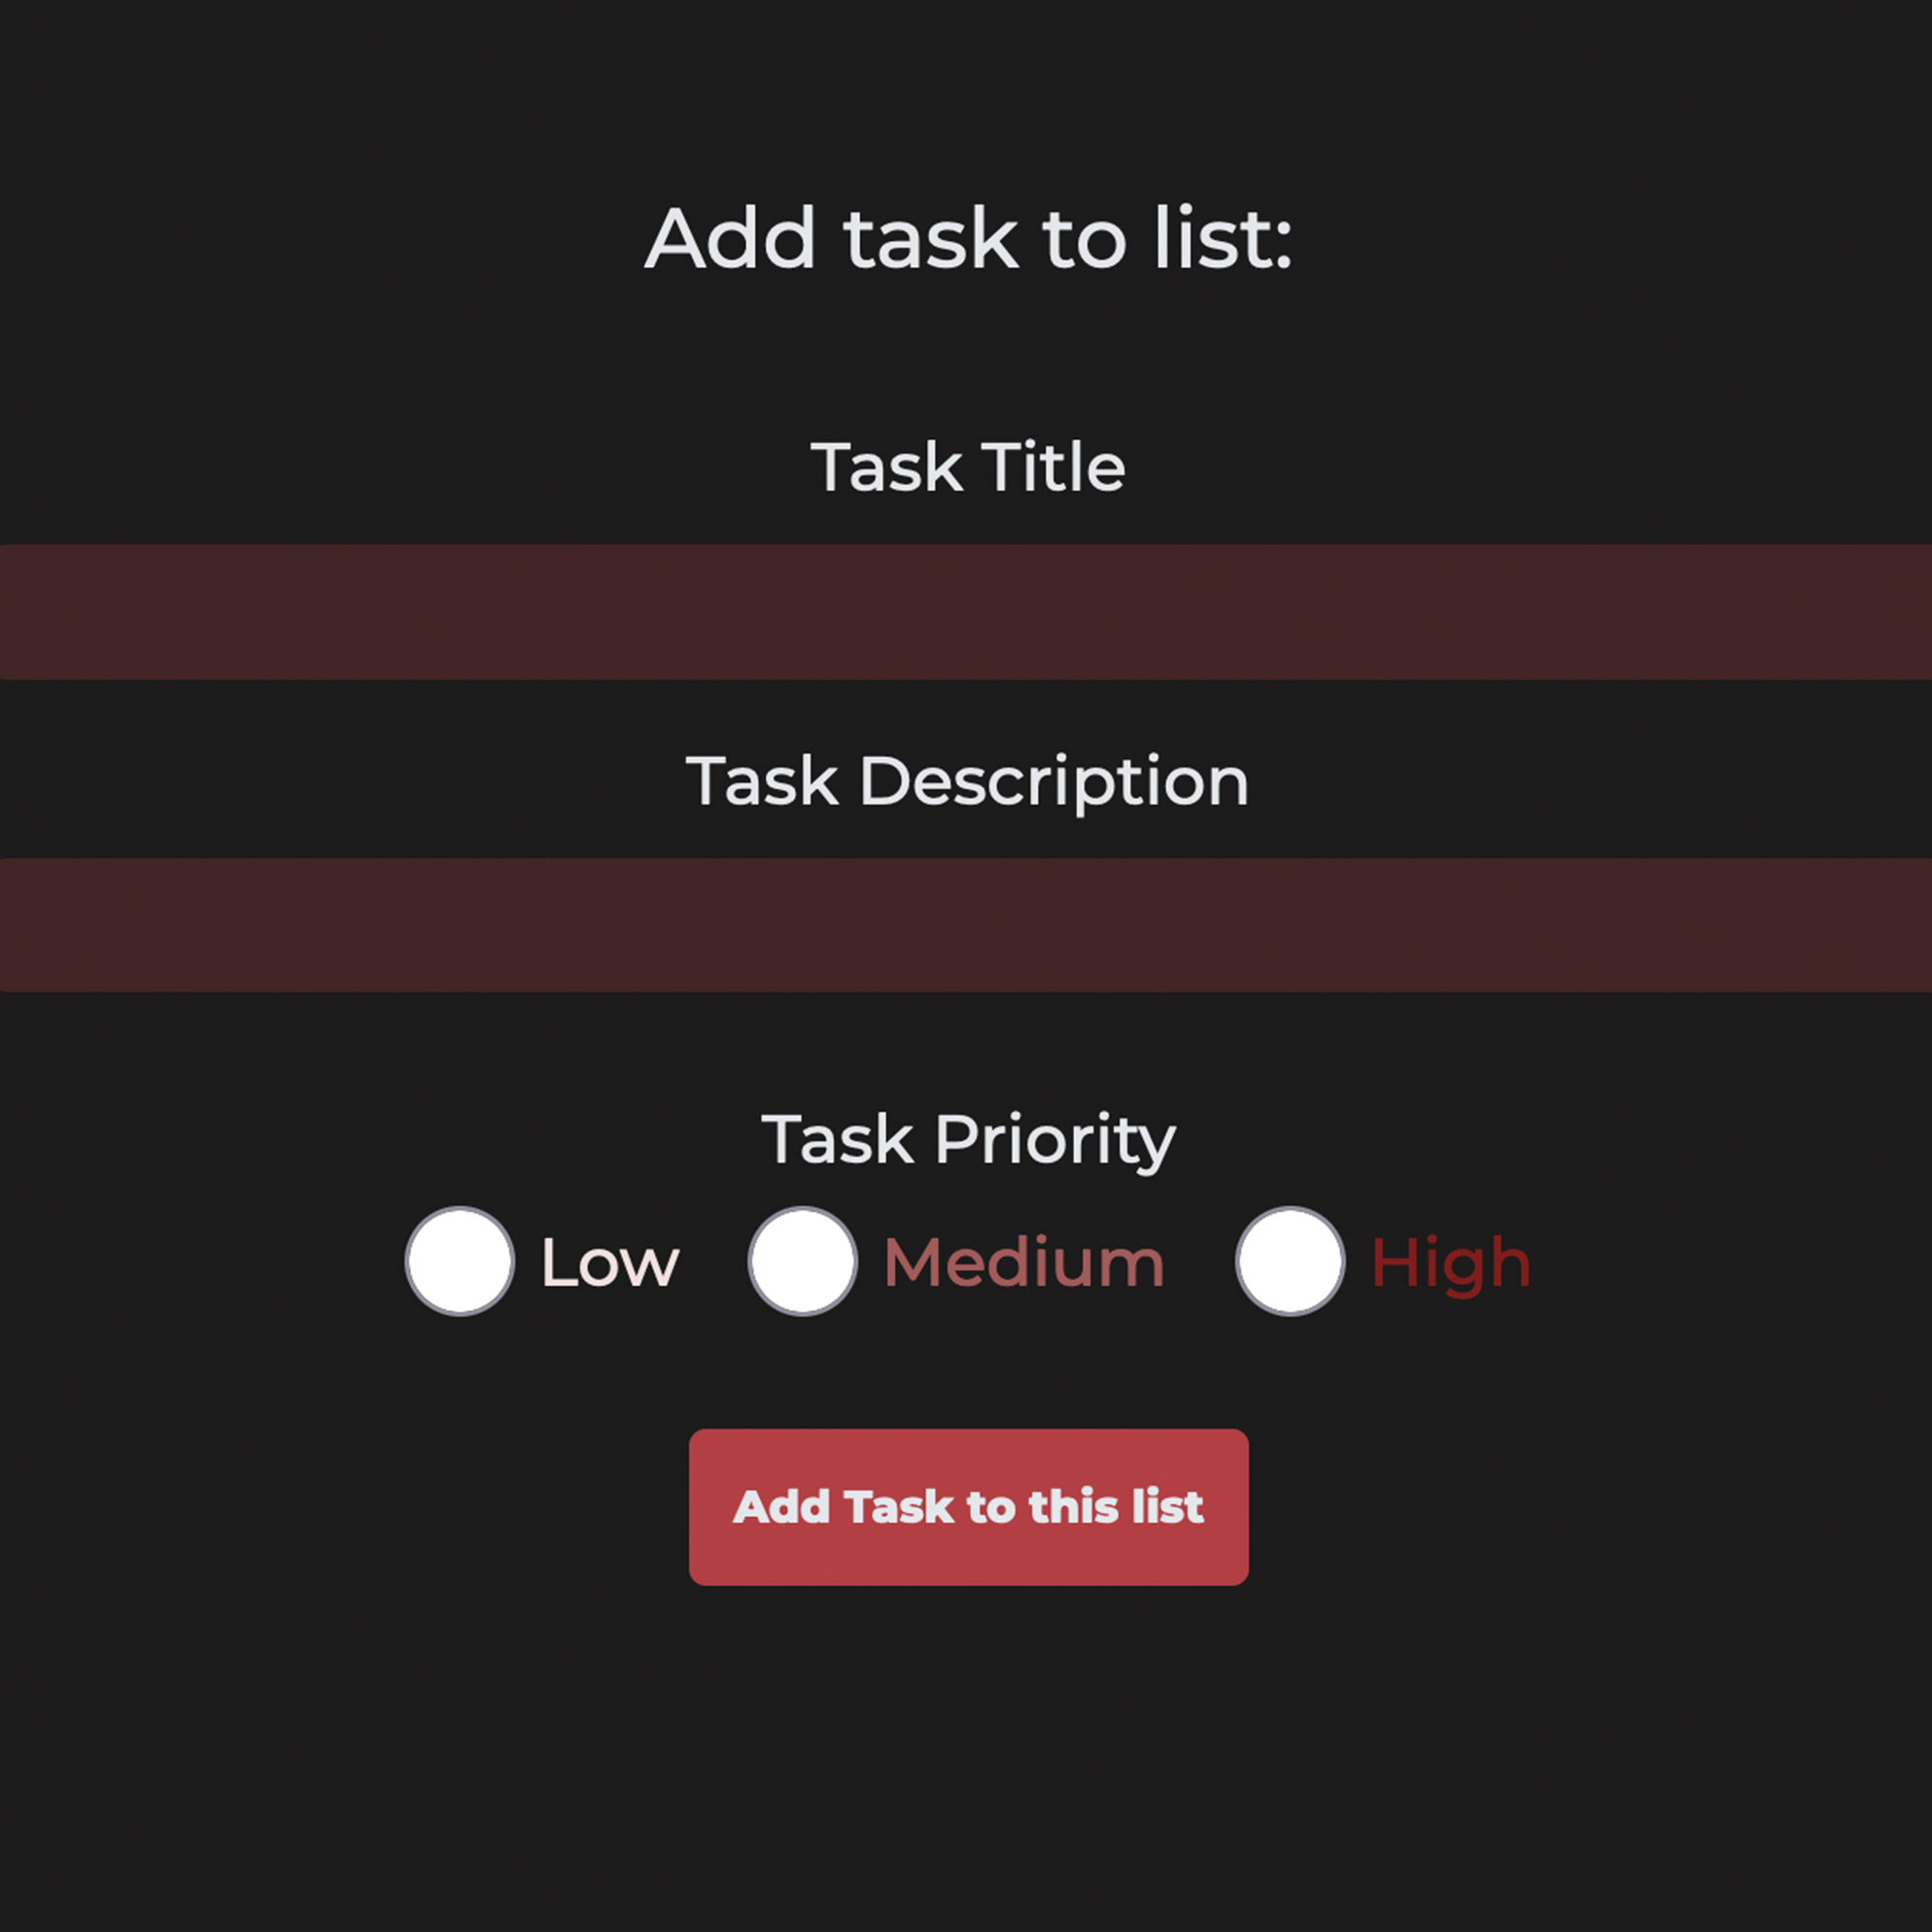 Add task to list:
Task Title
Task Description
Task Priority
Low Medium High
Add Task to this list